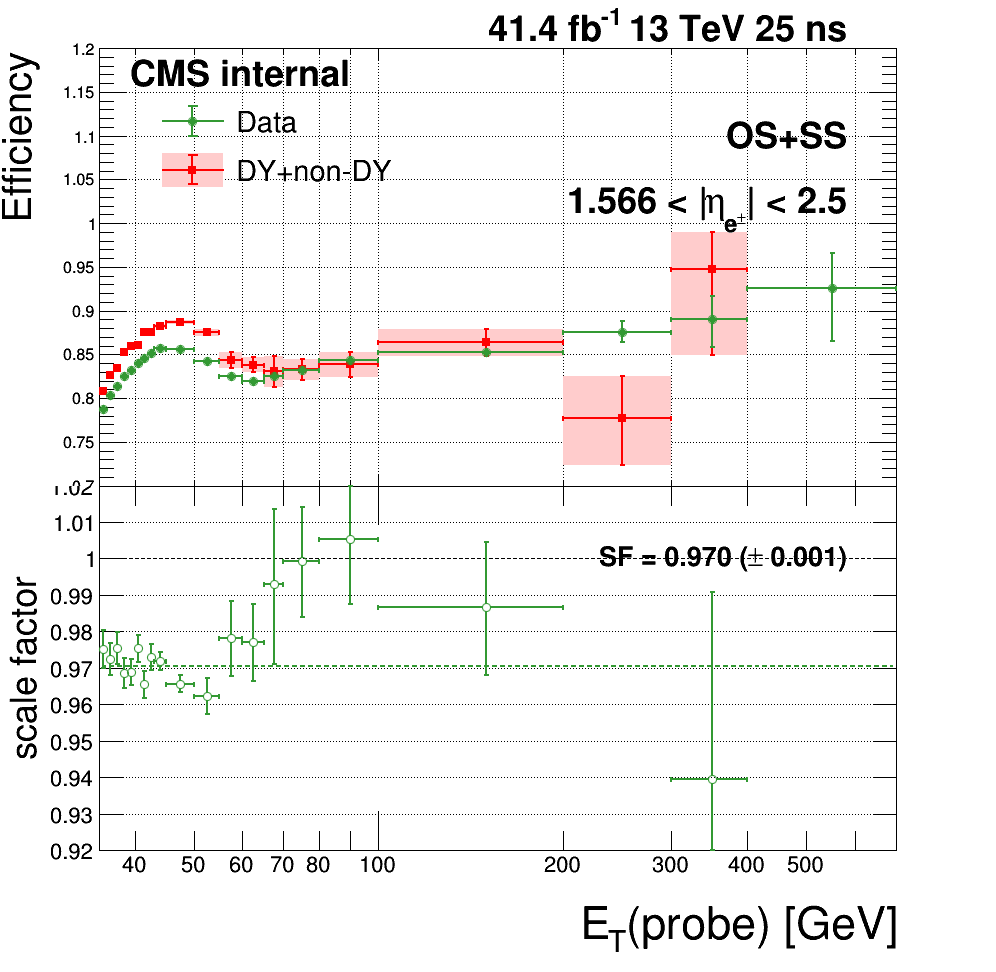 41.4 fb⁻¹ 13 TeV 25 ns
Efficiency
1.2
CMS internal
1.15
Data
1.1
OS+SS
DY+non-DY
1.05
1.566 < |η_e±| < 2.5
1
0.95
0.9
0.85
0.8
0.75
1.02
1.01
1
SF = 0.970 (± 0.001)
0.99
scale factor
0.98
0.97
0.96
0.95
0.94
0.93
0.92
40 50 60 70 80 100 200 300 400 500
E_T(probe) [GeV]